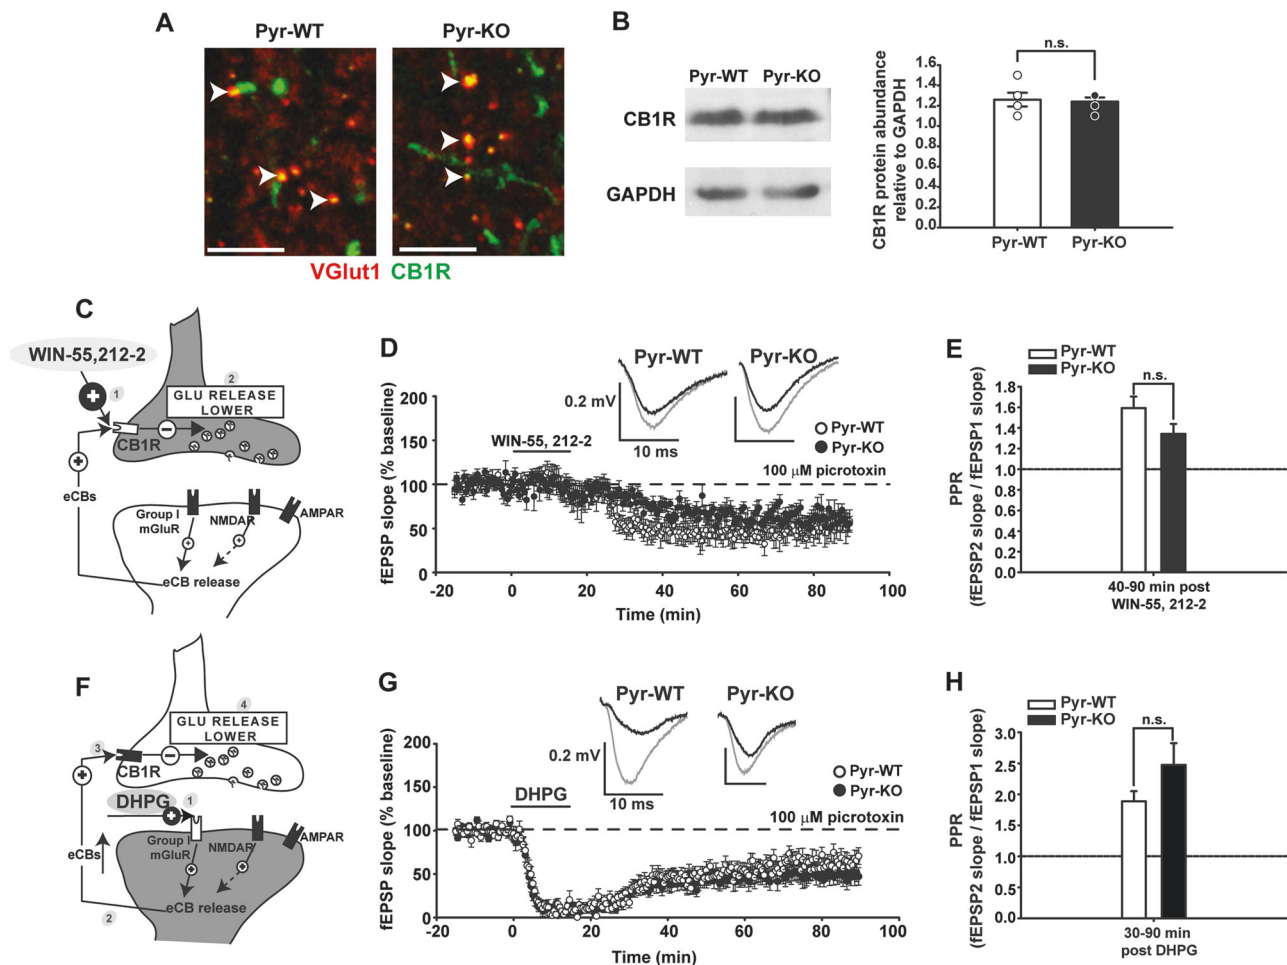 A
Pyr-WT
Pyr-KO
VGlut1 CB1R
B
Pyr-WT Pyr-KO
CB1R
GAPDH
CB1R protein abundance
relative to GAPDH
1.6
1.4
1.2
1.0
0.8
0.6
0.4
0.2
0.0
n.s.
Pyr-WT Pyr-KO
C
WIN-55,212-2
1
2
GLU RELEASE
LOWER
CB1R
eCBs
Group I
mGluR
NMDAR
AMPAR
eCB release
D
Pyr-WT Pyr-KO
0.2 mV
10 ms
Pyr-WT
Pyr-KO
WIN-55, 212-2
100 μM picrotoxin
fEPSP slope (% baseline)
200
150
100
50
0
-20 0 20 40 60 80 100
Time (min)
E
Pyr-WT
Pyr-KO
n.s.
PPR
(fEPSP2 slope / fEPSP1 slope)
1.8
1.6
1.4
1.2
1.0
0.8
0.6
0.4
0.2
0.0
40-90 min post
WIN-55, 212-2
F
4
GLU RELEASE
LOWER
3
CB1R
DHPG
1
eCBs
Group I
mGluR
NMDAR
AMPAR
eCB release
2
G
Pyr-WT Pyr-KO
0.2 mV
10 ms
Pyr-WT
Pyr-KO
DHPG
100 μM picrotoxin
fEPSP slope (% baseline)
200
150
100
50
0
-20 0 20 40 60 80 100
Time (min)
H
Pyr-WT
Pyr-KO
n.s.
PPR
(fEPSP2 slope / fEPSP1 slope)
3.0
2.5
2.0
1.5
1.0
0.5
0.0
30-90 min
post DHPG